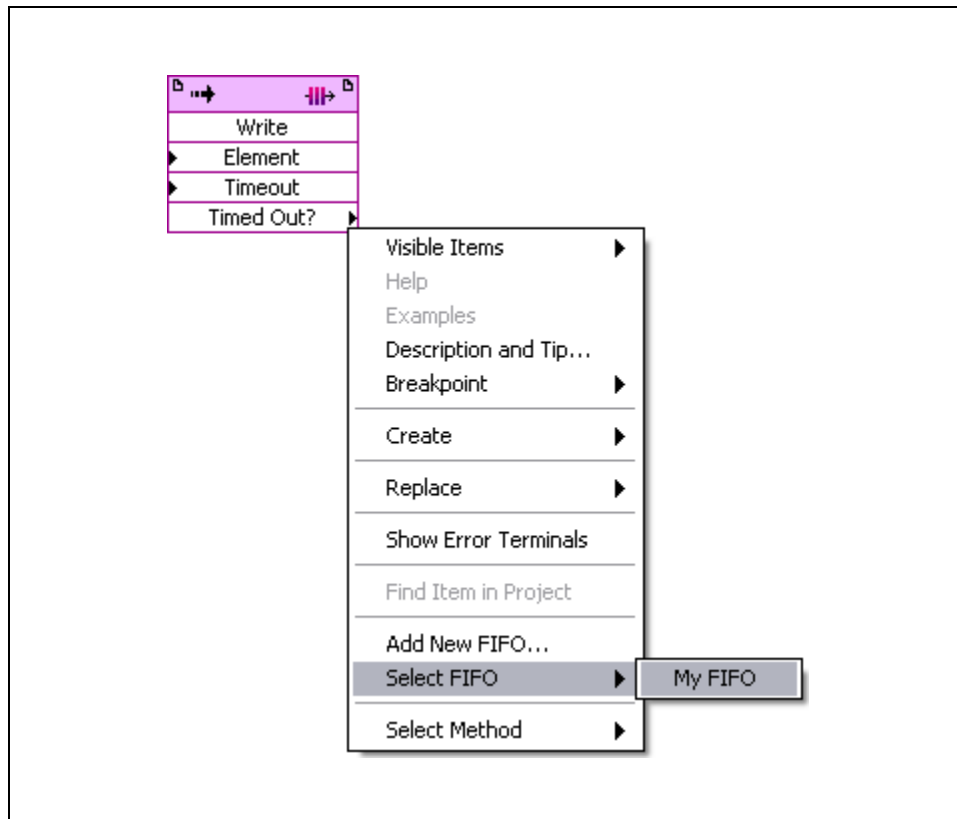 Write
Element
Timeout
Timed Out?
Visible Items
Help
Examples
Description and Tip...
Breakpoint
Create
Replace
Show Error Terminals
Find Item in Project
Add New FIFO...
Select FIFO
My FIFO
Select Method